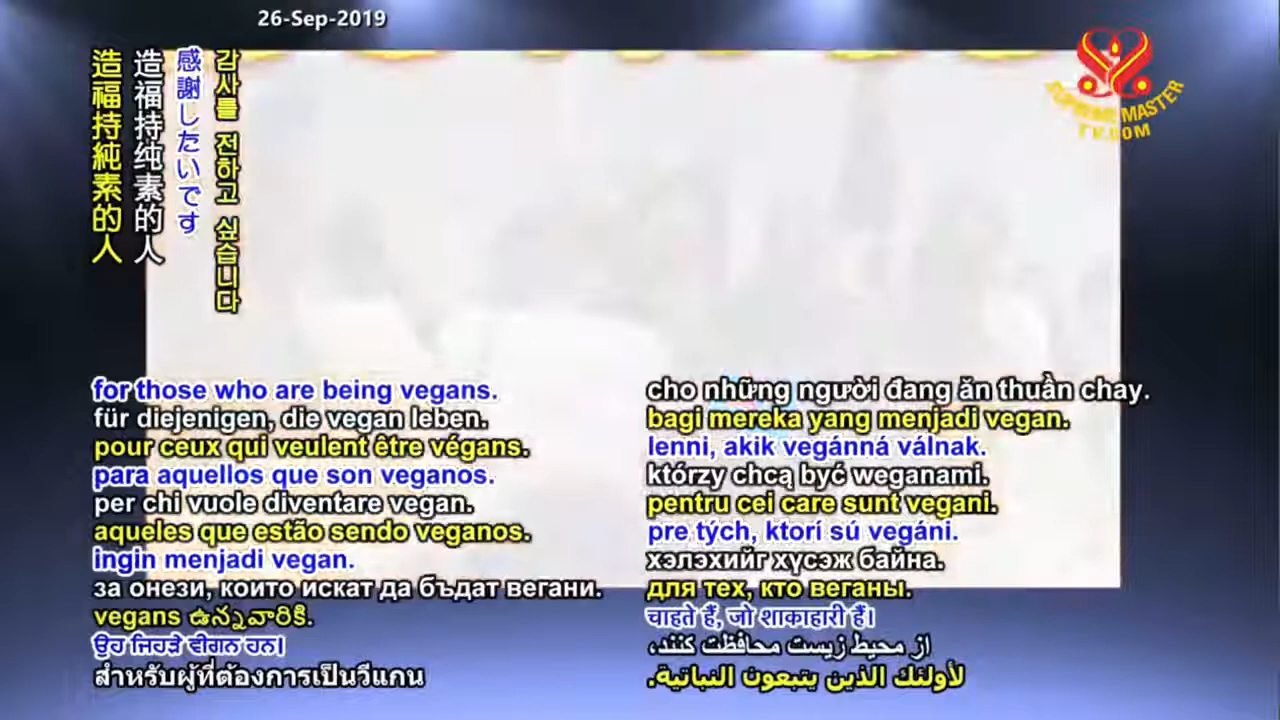 26-Sep-2019
SUPREME MASTER
TV.COM
造福持純素的人
造福持纯素的人
感謝したいです
감사를 전하고 싶습니다
for those who are being vegans.
für diejenigen, die vegan leben.
pour ceux qui veulent être végans.
para aquellos que son veganos.
per chi vuole diventare vegan.
aqueles que estão sendo veganos.
ingin menjadi vegan.
за онези, които искат да бъдат вегани.
vegans ఉన్నవారికి.
ਉਹ ਜਿਹੜੇ ਵੀਗਨ ਹਨ।
สำหรับผู้ที่ต้องการเป็นวีแกน
cho những người đang ăn thuần chay.
bagi mereka yang menjadi vegan.
lenni, akik vegánná válnak.
którzy chcą być weganami.
pentru cei care sunt vegani.
pre tých, ktorí sú vegáni.
хэлэхийг хүсэж байна.
для тех, кто веганы.
चाहते हैं, जो शाकाहारी हैं।
از محیط زیست محافظت کنند،
لأولئك الذين يتبعون النباتية.